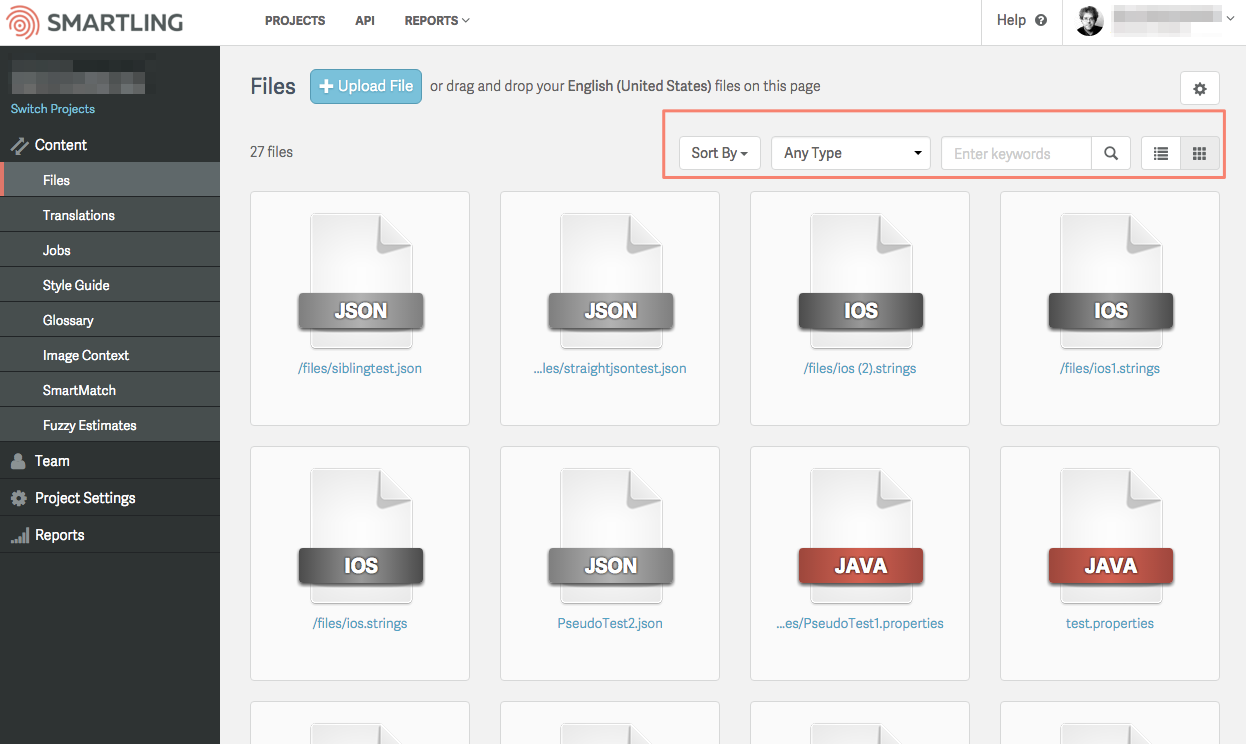 SMARTLING
PROJECTS API REPORTS
Help ?
Switch Projects
Content
Files
Translations
Jobs
Style Guide
Glossary
Image Context
SmartMatch
Fuzzy Estimates
Team
Project Settings
Reports
Files + Upload File or drag and drop your English (United States) files on this page
27 files
Sort By Any Type Enter keywords
JSON JSON IOS IOS
/files/siblingtest.json ...les/straightjsontest.json /files/ios (2).strings /files/ios1.strings
IOS JSON JAVA JAVA
/files/ios.strings PseudoTest2.json ...es/PseudoTest1.properties test.properties